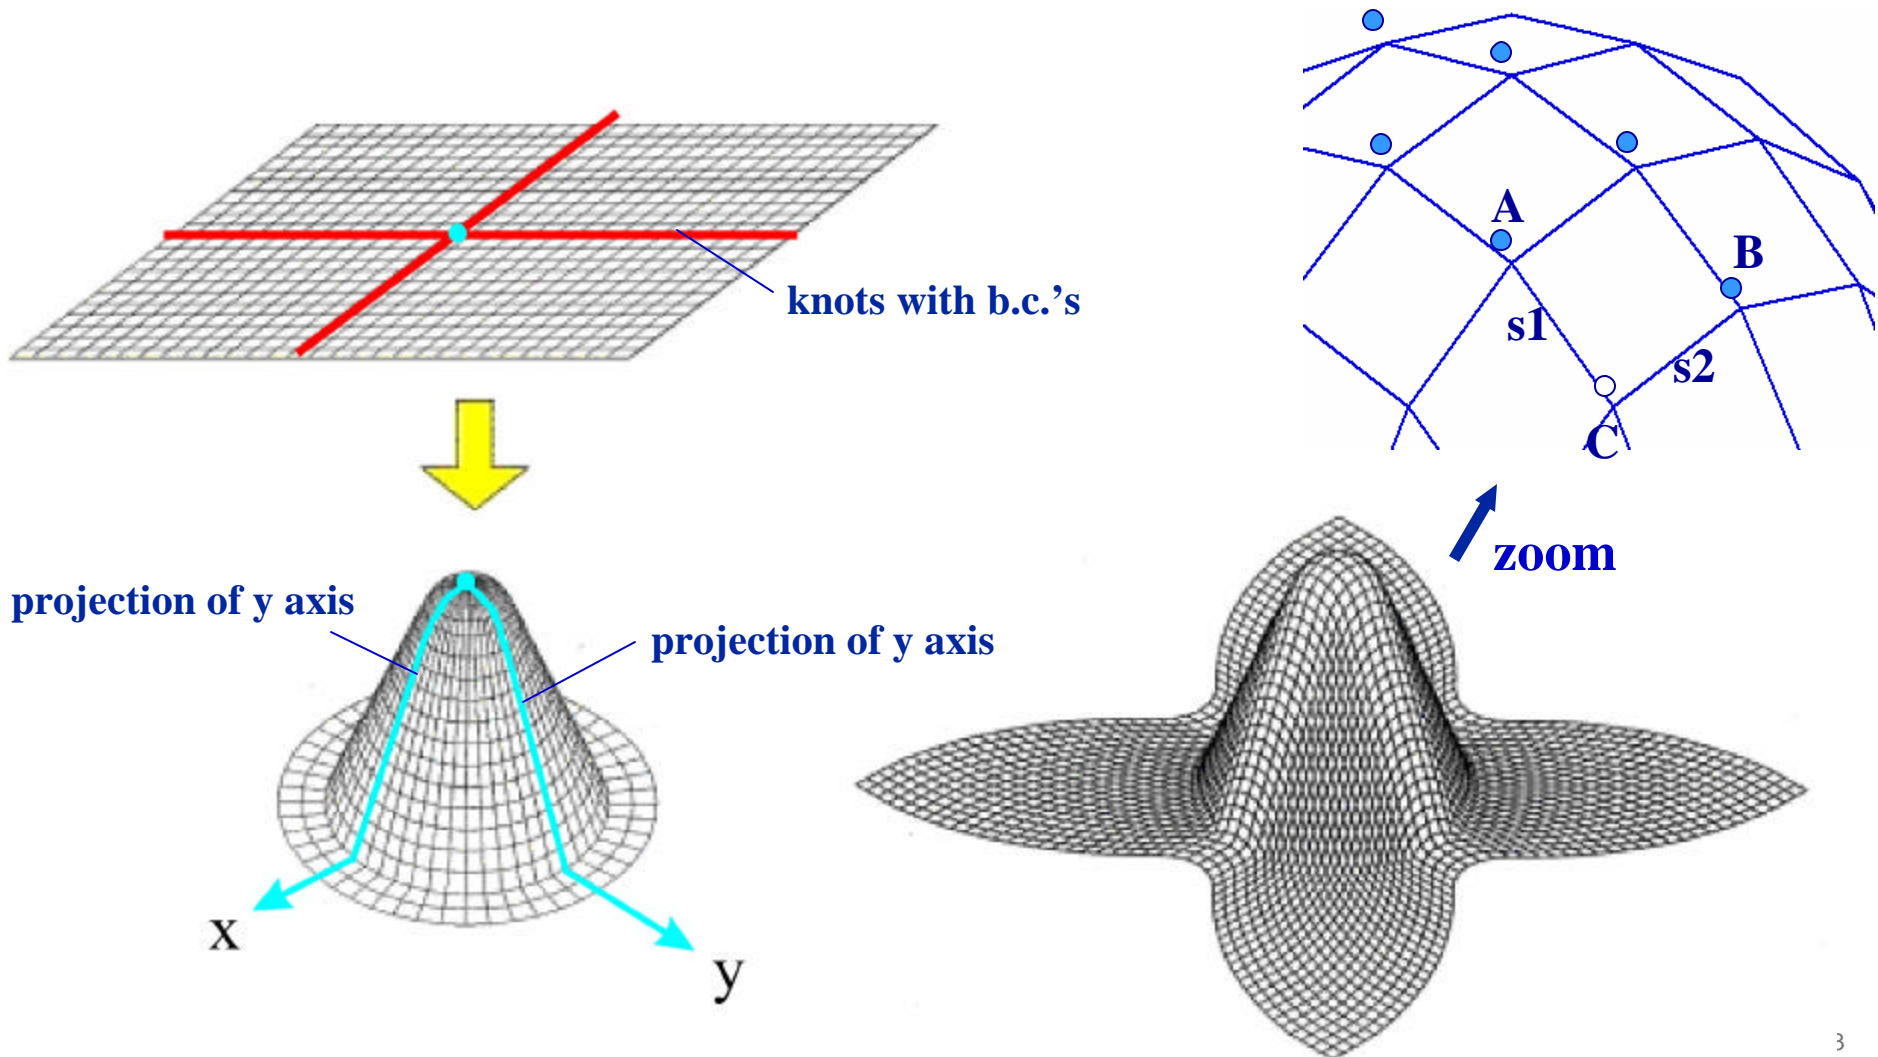 A
B
knots with b.c.'s
s1
s2
C
zoom
projection of y axis
projection of y axis
x
y